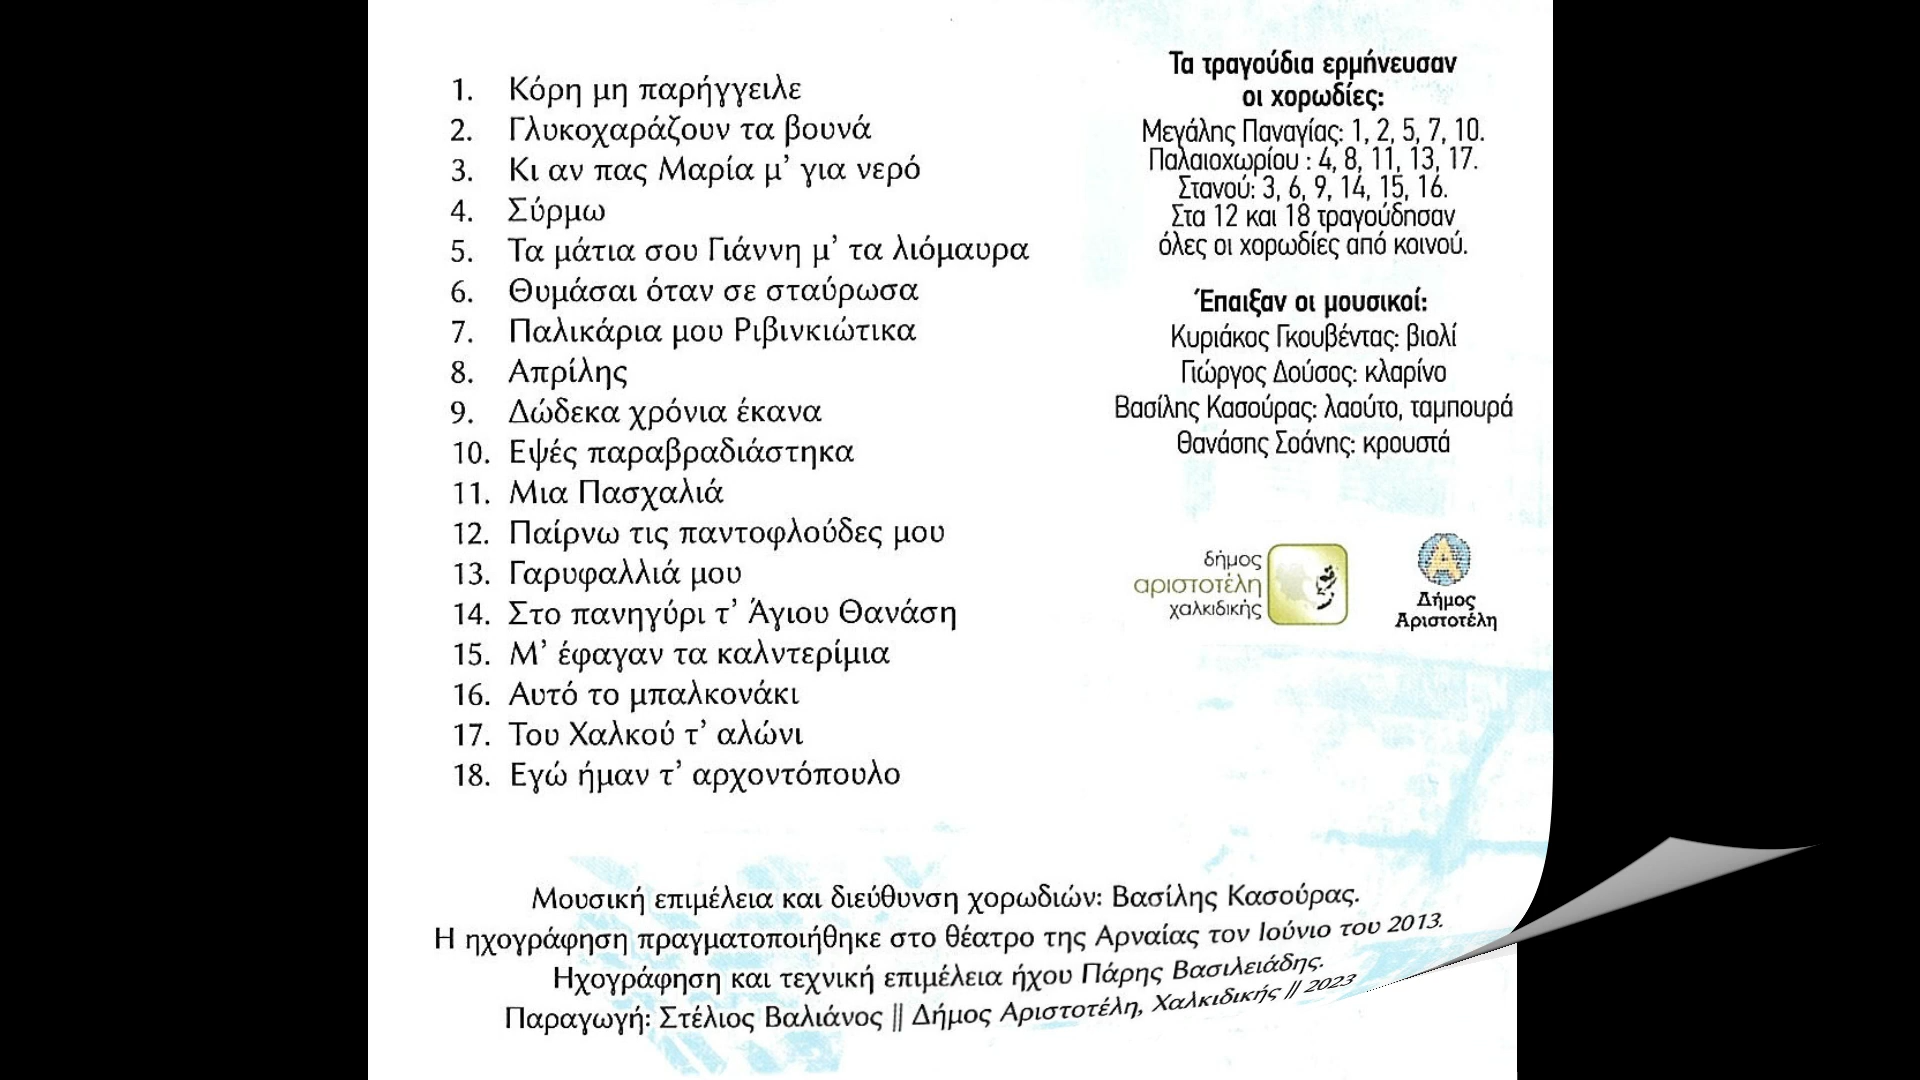 1. Κόρη μη παρήγγειλε
2. Γλυκοχαράζουν τα βουνά
3. Κι αν πας Μαρία μ’ για νερό
4. Σύρμω
5. Τα μάτια σου Γιάννη μ’ τα λιόμαυρα
6. Θυμάσαι όταν σε σταύρωσα
7. Παλικάρια μου Ριβινκιώτικα
8. Απρίλης
9. Δώδεκα χρόνια έκανα
10. Εψές παραβραδιάστηκα
11. Μια Πασχαλιά
12. Παίρνω τις παντοφλούδες μου
13. Γαρυφαλλιά μου
14. Στο πανηγύρι τ’ Άγιου Θανάση
15. Μ’ έφαγαν τα καλντερίμια
16. Αυτό το μπαλκονάκι
17. Του Χαλκού τ’ αλώνι
18. Εγώ ήμαν τ’ αρχοντόπουλο
Τα τραγούδια ερμήνευσαν
οι χορωδίες:
Μεγάλης Παναγίας: 1, 2, 5, 7, 10.
Παλαιοχωρίου : 4, 8, 11, 13, 17.
Στανού: 3, 6, 9, 14, 15, 16.
Στα 12 και 18 τραγούδησαν
όλες οι χορωδίες από κοινού.
Έπαιξαν οι μουσικοί:
Κυριάκος Γκουβέντας: βιολί
Γιώργος Δούσος: κλαρίνο
Βασίλης Κασούρας: λαούτο, ταμπουρά
Θανάσης Σοάνης: κρουστά
δήμος
αριστοτέλη
χαλκιδικής
Α
Δήμος
Αριστοτέλη
Μουσική επιμέλεια και διεύθυνση χορωδιών: Βασίλης Κασούρας.
Η ηχογράφηση πραγματοποιήθηκε στο θέατρο της Αρναίας τον Ιούνιο του 2013.
Ηχογράφηση και τεχνική επιμέλεια ήχου Πάρης Βασιλειάδης.
Παραγωγή: Στέλιος Βαλιάνος || Δήμος Αριστοτέλη, Χαλκιδικής || 2023